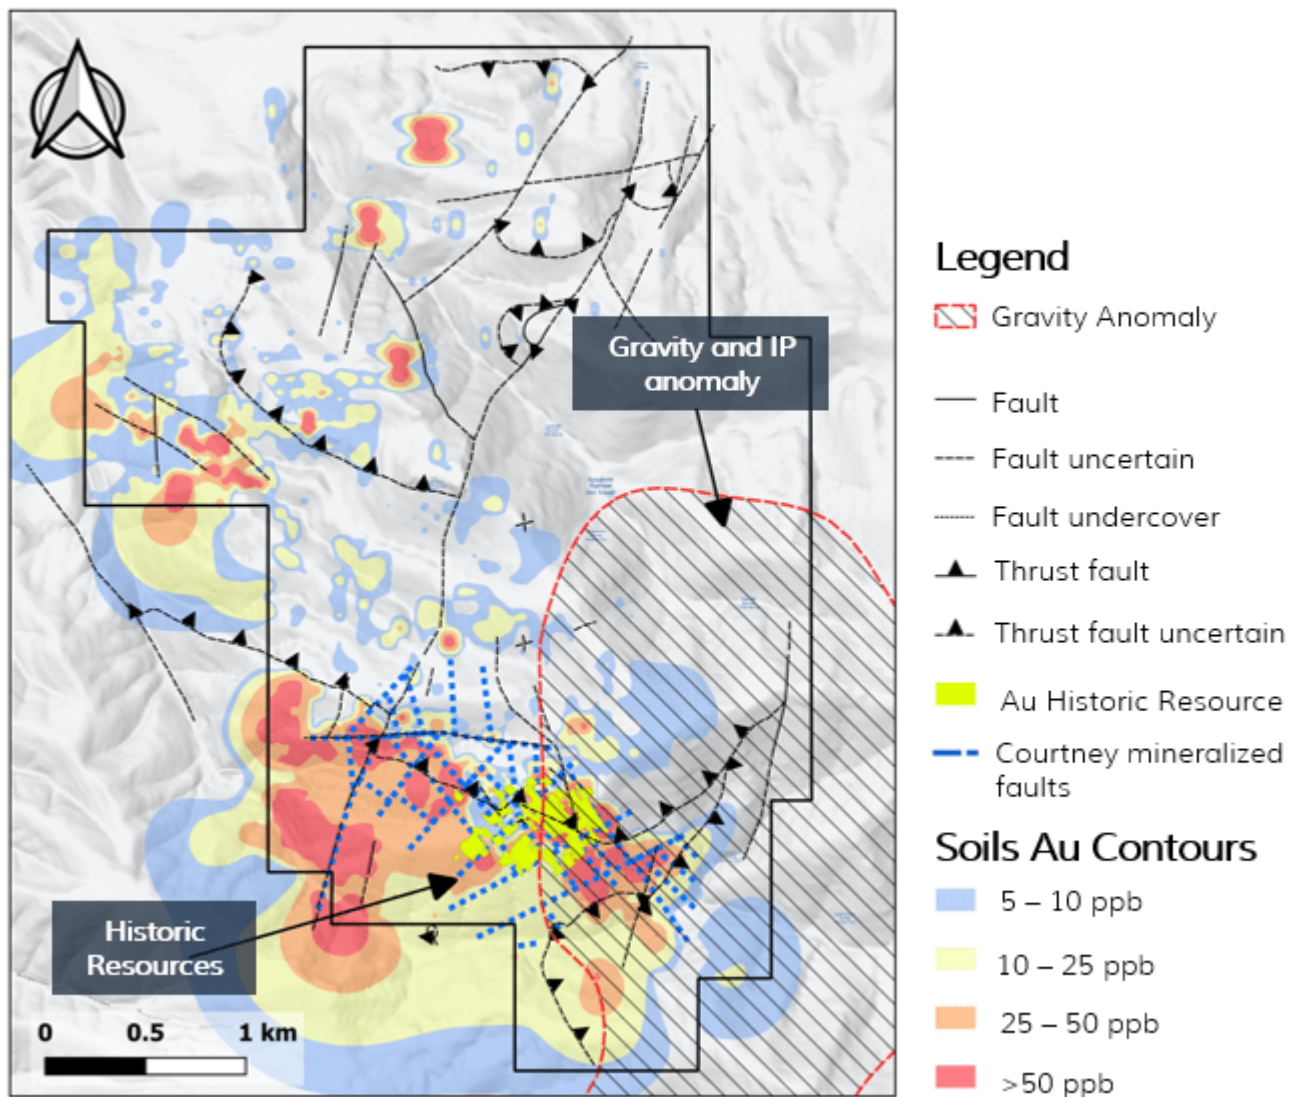 Gravity and IP
anomaly
Historic
Resources
0 0.5 1 km
Legend
Gravity Anomaly
Fault
Fault uncertain
Fault undercover
Thrust fault
Thrust fault uncertain
Au Historic Resource
Courtney mineralized
faults
Soils Au Contours
5 – 10 ppb
10 – 25 ppb
25 – 50 ppb
>50 ppb